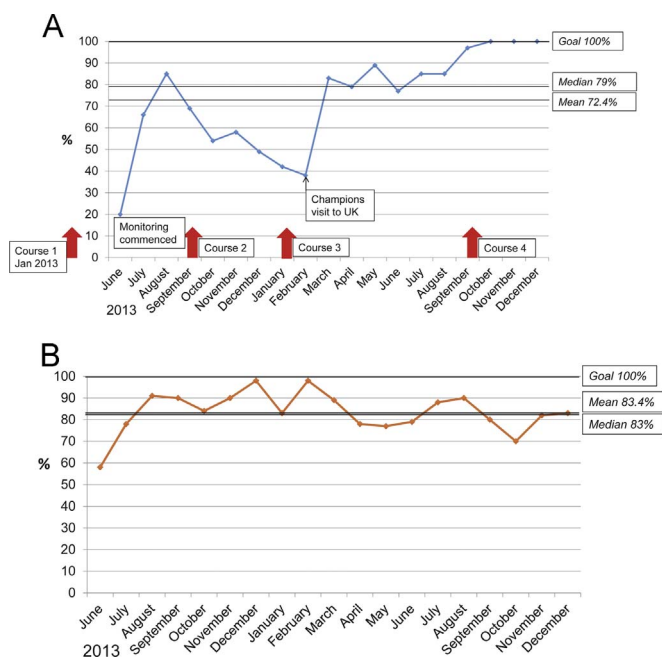 A
100
90
80
70
60
50
40
30
20
10
0
%
Goal 100%
Median 79%
Mean 72.4%
Champions
visit to UK
Monitoring
commenced
Course 1
Jan 2013
Course 2
Course 3
Course 4
June
July
August
September
October
November
December
January
February
March
April
May
June
July
August
September
October
November
December
2013
B
100
90
80
70
60
50
40
30
20
10
0
%
Goal 100%
Mean 83.4%
Median 83%
June
July
August
September
October
November
December
January
February
March
April
May
June
July
August
September
October
November
December
2013